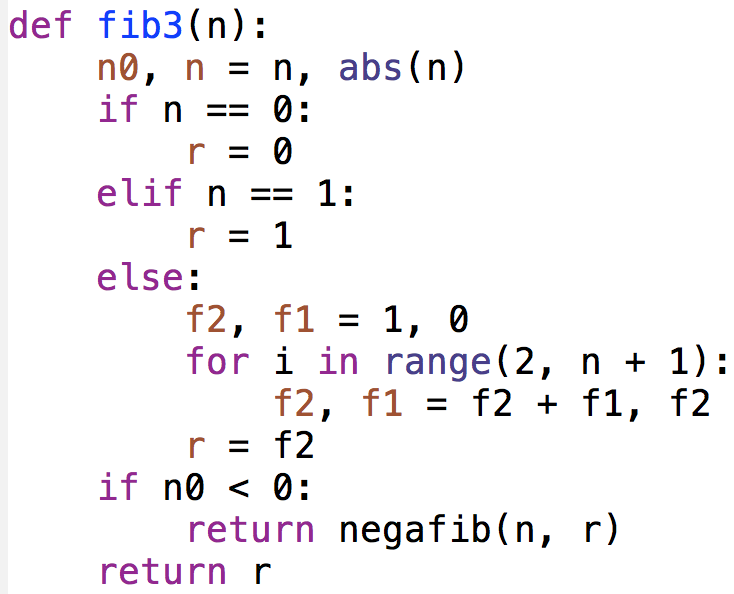 def fib3(n):
    n0, n = n, abs(n)
    if n == 0:
        r = 0
    elif n == 1:
        r = 1
    else:
        f2, f1 = 1, 0
        for i in range(2, n + 1):
            f2, f1 = f2 + f1, f2
        r = f2
    if n0 < 0:
        return negafib(n, r)
    return r